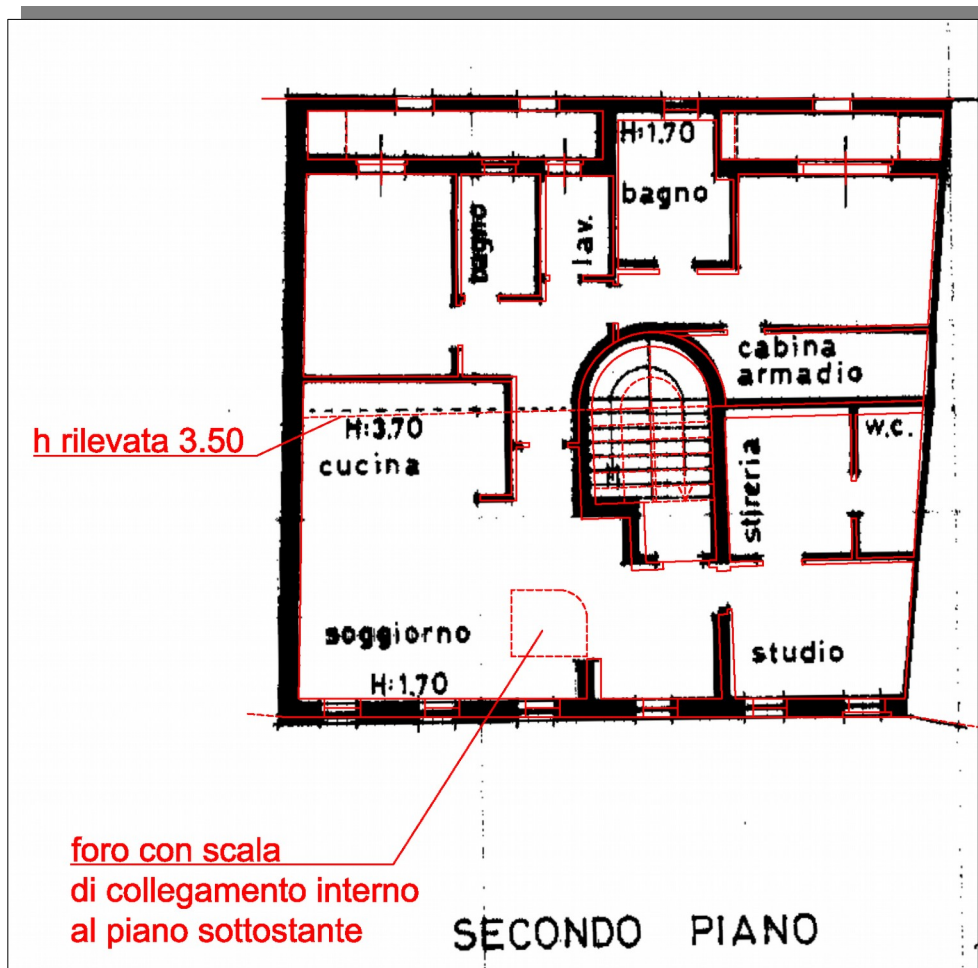 H:1,70
bagno
bagno
lav.
cabina
armadio
h rilevata 3.50
H:3,70
cucina
stireria
w.c.
soggiorno
H:1,70
studio
foro con scala
di collegamento interno
al piano sottostante
SECONDO PIANO